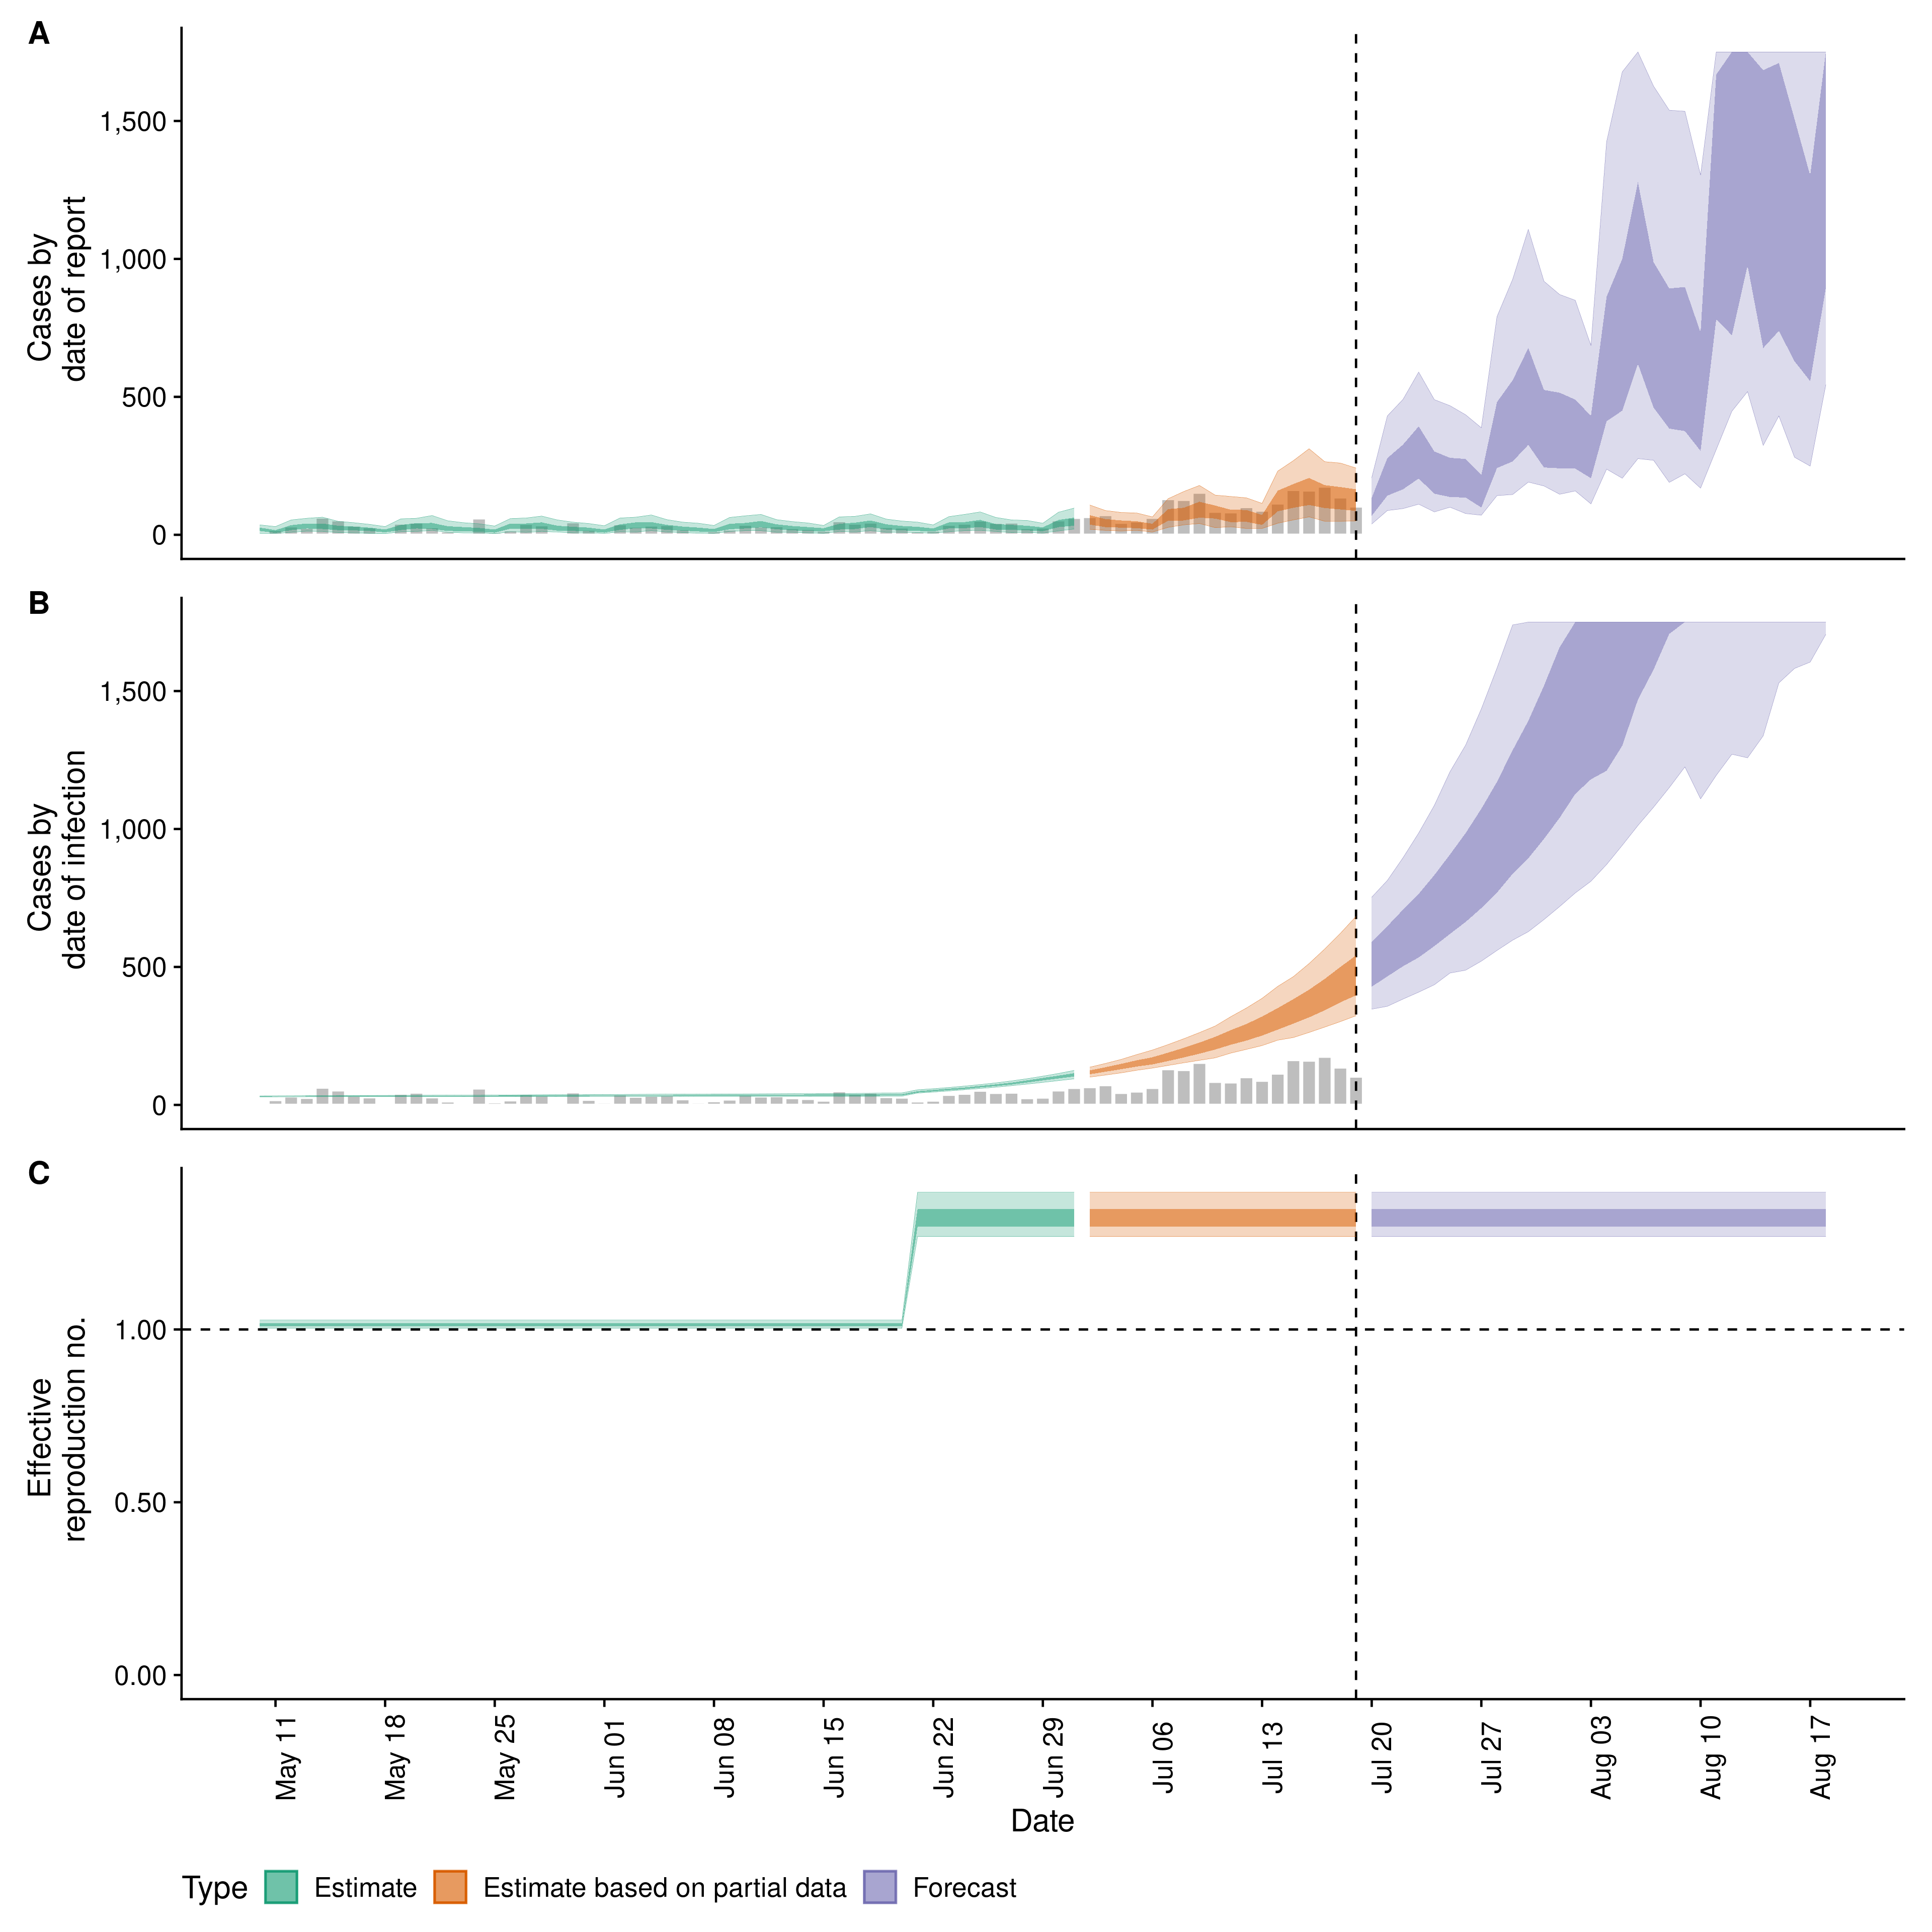 A
Cases by
date of report
1,500
1,000
500
0
B
Cases by
date of infection
1,500
1,000
500
0
C
Effective
reproduction no.
1.00
0.50
0.00
May 11
May 18
May 25
Jun 01
Jun 08
Jun 15
Jun 22
Jun 29
Jul 06
Jul 13
Jul 20
Jul 27
Aug 03
Aug 10
Aug 17
Date
Type
Estimate
Estimate based on partial data
Forecast